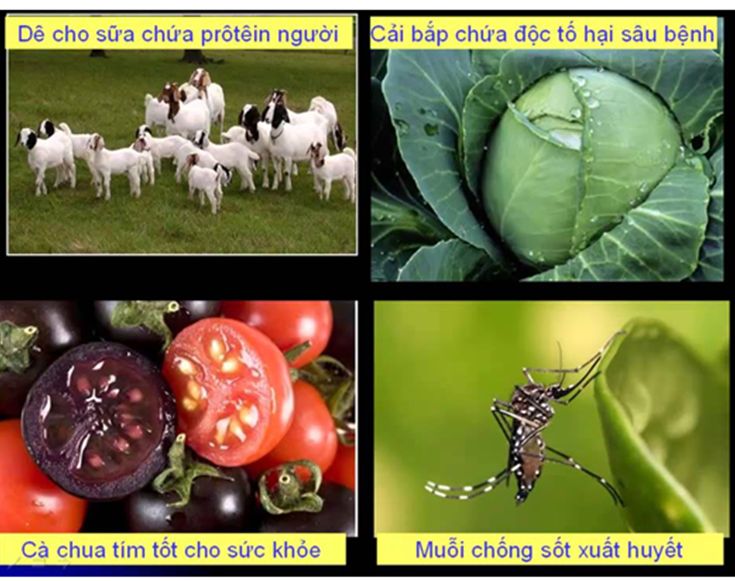 Dê cho sữa chứa prôtêin người
Cải bắp chứa độc tố hại sâu bệnh
Cà chua tím tốt cho sức khỏe
Muỗi chống sốt xuất huyết